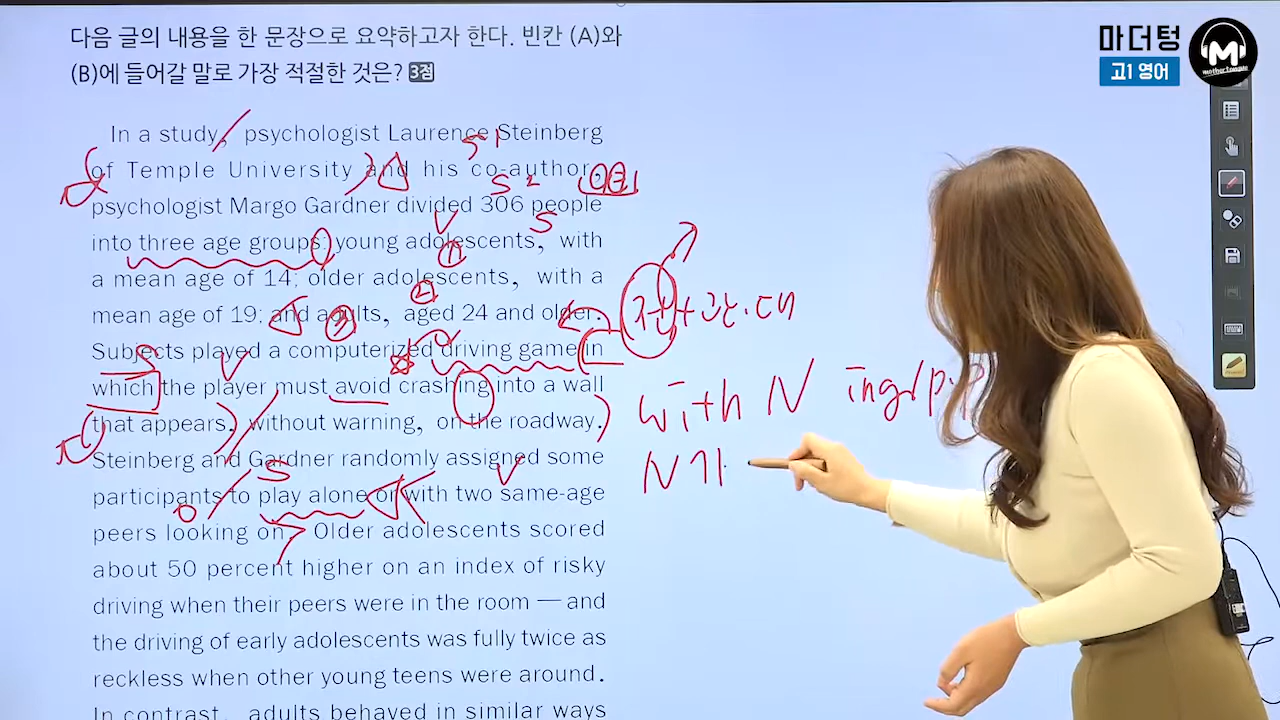 다음 글의 내용을 한 문장으로 요약하고자 한다. 빈칸 (A)와
(B)에 들어갈 말로 가장 적절한 것은? 3점
마더텅
고1 영어
M
mothertongue
In a study, psychologist Laurence Steinberg
of Temple University and his co-author,
psychologist Margo Gardner divided 306 people
into three age groups: young adolescents, with
a mean age of 14; older adolescents, with a
mean age of 19; and adults, aged 24 and older.
Subjects played a computerized driving game in
which the player must avoid crashing into a wall
that appears, without warning, on the roadway.
Steinberg and Gardner randomly assigned some
participants to play alone or with two same-age
peers looking on. Older adolescents scored
about 50 percent higher on an index of risky
driving when their peers were in the room — and
the driving of early adolescents was fully twice as
reckless when other young teens were around.
In contrast, adults behaved in similar ways
전+관·대
with N ing/p.p
N가